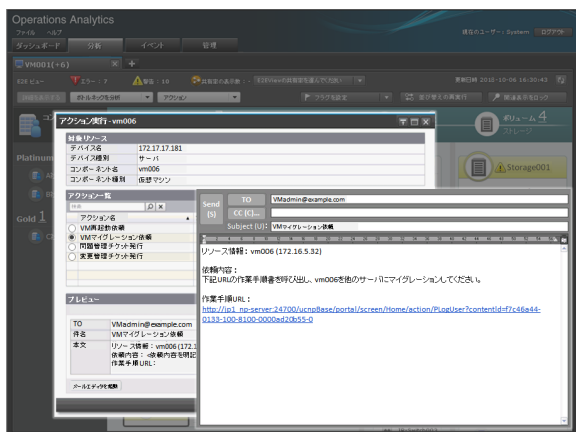 Operations Analytics
ファイル ヘルプ
現在のユーザー: System ログアウト
ダッシュボード 分析 イベント 管理
VM001(+6)
E2E ビュー エラー : 7 警告 : 10
更新日時 2015-10-06 16:30:43
ボトルネックを分析 アクション フラグを設定 並び替えの再実行 関連表示をロック
ボリューム 4
ストレージ
Platinum
Gold 1
Storage001
アクション実行-vm006
対象リソース
デバイス名 172.17.17.181
デバイス種別 サーバ
コンポーネント名 vm006
コンポーネント種別 仮想マシン
アクション一覧
検索
アクション名
VM再起動依頼
VMマイグレーション依頼
問題管理チケット発行
変更管理チケット発行
プレビュー
TO VMadmin@example.com
件名 VMマイグレーション依頼
本文 リソース情報 : vm006 (172.1
依頼内容 : <依頼内容を明記
作業手順URL:
メールエディタを起動
Send
(S)
TO VMadmin@example.com
CC (C)...
Subject (U): VMマイグレーション依頼
リソース情報 : vm006 (172.16.5.32)
依頼内容 :
下記URLの作業手順書を呼び出し、vm006を他のサーバにマイグレーションしてください。
作業手順URL :
http://jp1_np-server:24700/ucnpBase/portal/screen/Home/action/PLogUser?contentId=f7c46a44-
0133-100-8100-0000ad20b55-0